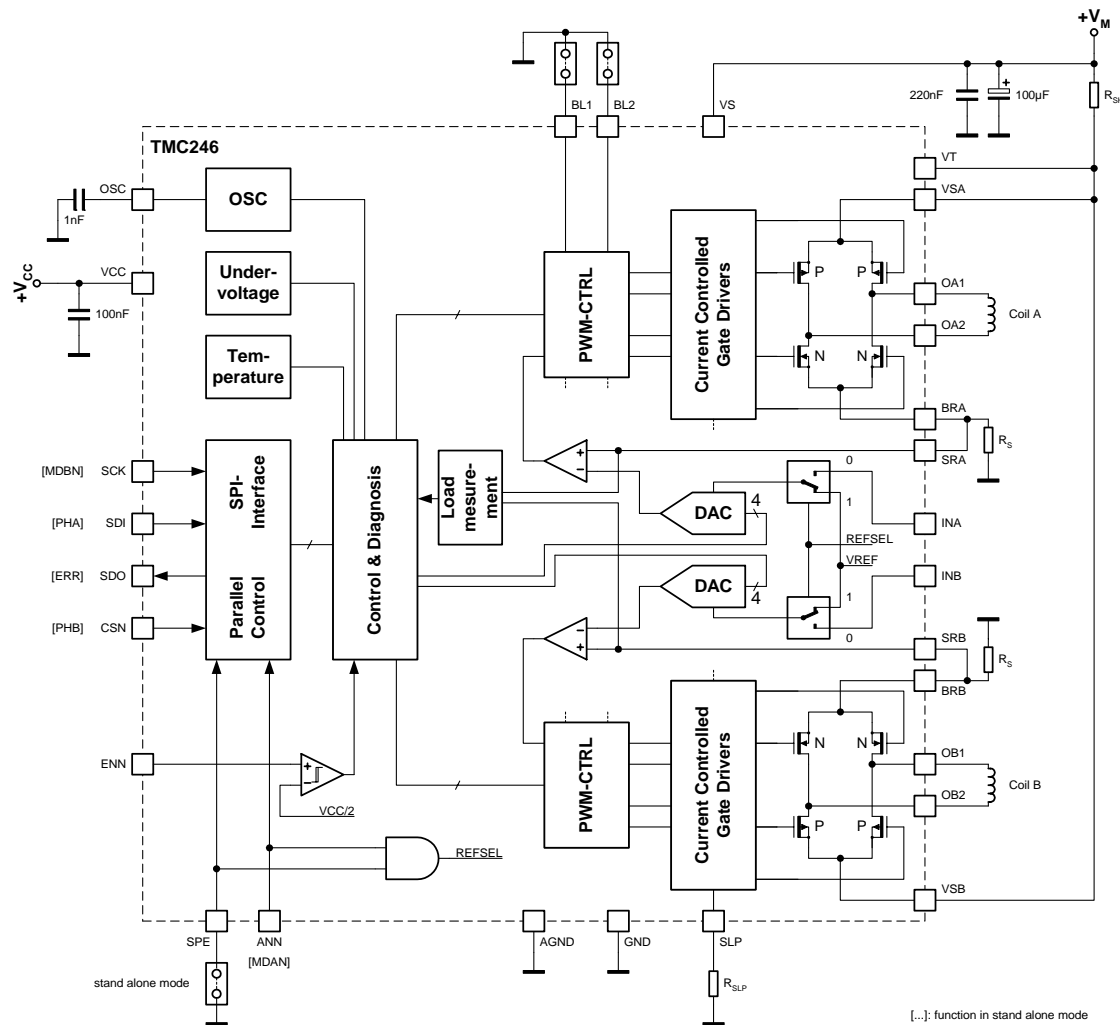 +VM
BL1
BL2
VS
220nF
+
100µF
RSH
TMC246
VT
OSC
OSC
1nF
VSA
VCC
+VCC
100nF
Under-
voltage
Tem-
perature
PWM-CTRL
Current Controlled
Gate Drivers
P
P
N
N
OA1
Coil A
OA2
BRA
RS
SRA
[MDBN]
SCK
[PHA]
SDI
[ERR]
SDO
[PHB]
CSN
SPI-
Interface
Parallel
Control
Control & Diagnosis
Load
mesure-
ment
+
−
DAC
4
0
1
INA
REFSEL
VREF
DAC
4
1
0
INB
−
+
SRB
RS
BRB
ENN
+
−
VCC/2
PWM-CTRL
Current Controlled
Gate Drivers
N
N
P
P
OB1
Coil B
OB2
REFSEL
VSB
SPE
ANN
[MDAN]
AGND
GND
SLP
stand alone mode
RSLP
[...]: function in stand alone mode